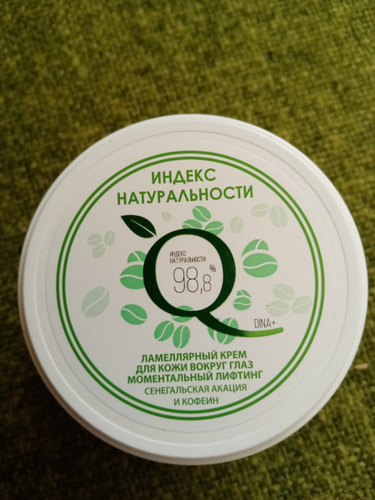 ИНДЕКС
НАТУРАЛЬНОСТИ
ИНДЕКС
НАТУРАЛЬНОСТИ
98,8%
DINA+
ЛАМЕЛЛЯРНЫЙ КРЕМ
ДЛЯ КОЖИ ВОКРУГ ГЛАЗ
МОМЕНТАЛЬНЫЙ ЛИФТИНГ
СЕНЕГАЛЬСКАЯ АКАЦИЯ
И КОФЕИН